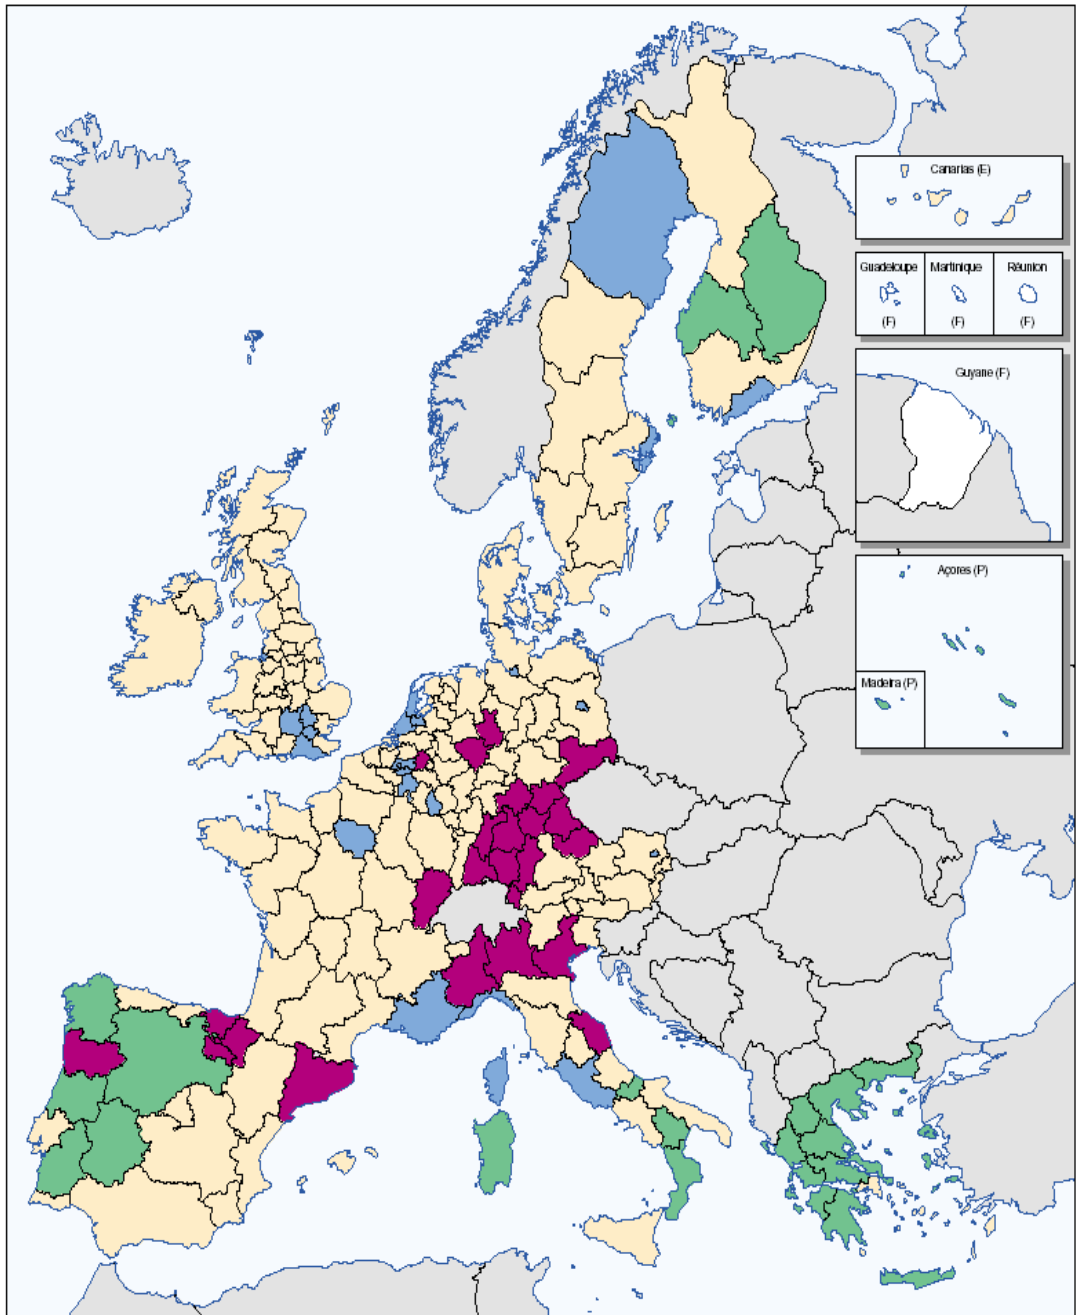 Canarias (E)
Guadeloupe Martinique Réunion
(F) (F) (F)
Guyane (F)
Açores (P)
Madeira (P)